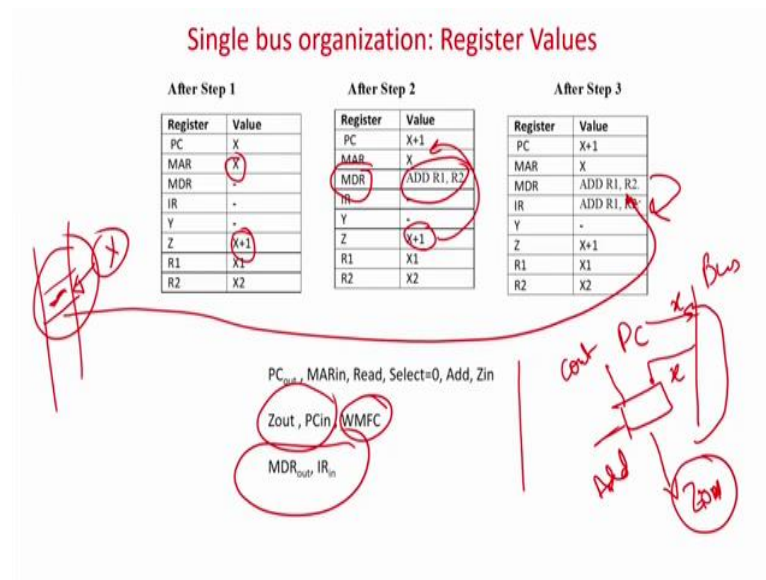 Single bus organization: Register Values
After Step 1
After Step 2
After Step 3
Register Value
PC X
MAR X
MDR -
IR -
Y -
Z X+1
R1 X1
R2 X2
Register Value
PC X+1
MAR X
MDR ADD R1, R2
IR -
Y -
Z X+1
R1 X1
R2 X2
Register Value
PC X+1
MAR X
MDR ADD R1, R2
IR ADD R1, R2
Y -
Z X+1
R1 X1
R2 X2
X
Bus
x
PC
x
Add
PCout, MARin, Read, Select=0, Add, Zin
Zout, PCin, WMFC
MDRout, IRin